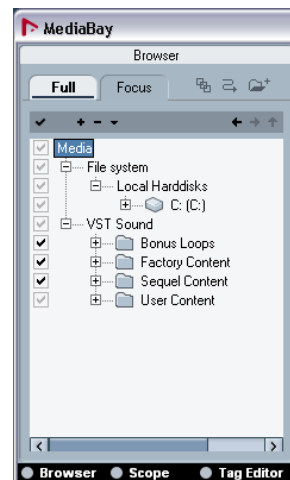 MediaBay
Browser
Full Focus
Media
File system
Local Harddisks
C: (C:)
VST Sound
Bonus Loops
Factory Content
Sequel Content
User Content
Browser Scope Tag Editor